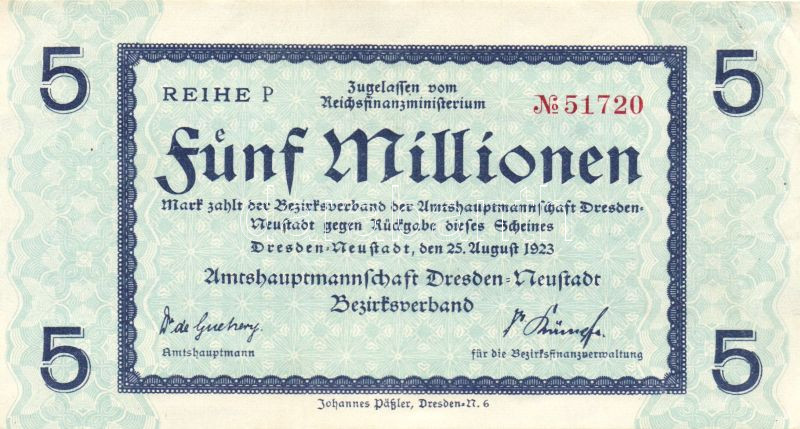 5 5
REIHE P
Zugelassen vom
Reichsfinanzministerium
№ 51720
Fünf Millionen
Mark zahlt der Bezirksverband der Amtshauptmannschaft Dresden-
Neustadt gegen Rückgabe dieses Scheines
Dresden-Neustadt, den 25. August 1923
Amtshauptmannschaft Dresden-Neustadt
Bezirksverband
Amtshauptmann
für die Bezirksfinanzverwaltung
5 5
Johannes Päßler, Dresden-N. 6